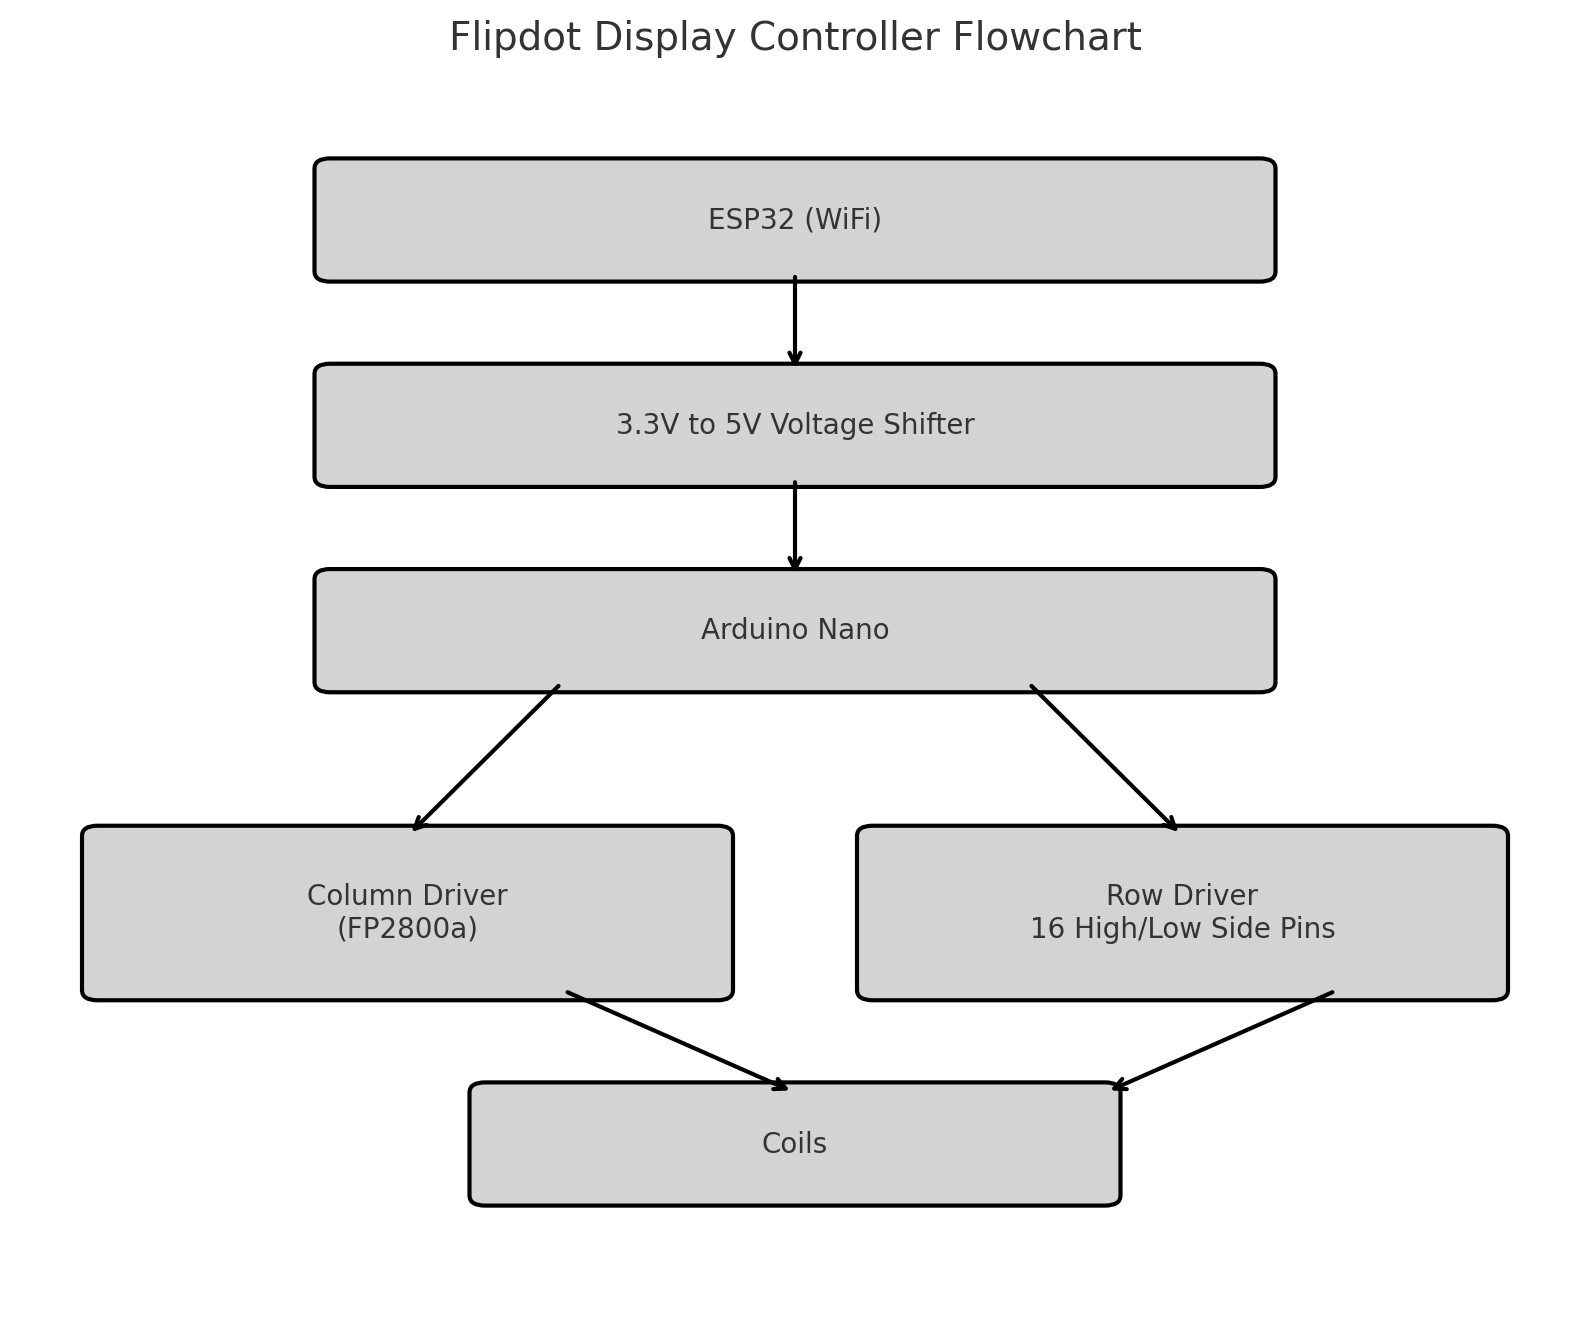 Flipdot Display Controller Flowchart
ESP32 (WiFi)
3.3V to 5V Voltage Shifter
Arduino Nano
Column Driver
(FP2800a)
Row Driver
16 High/Low Side Pins
Coils